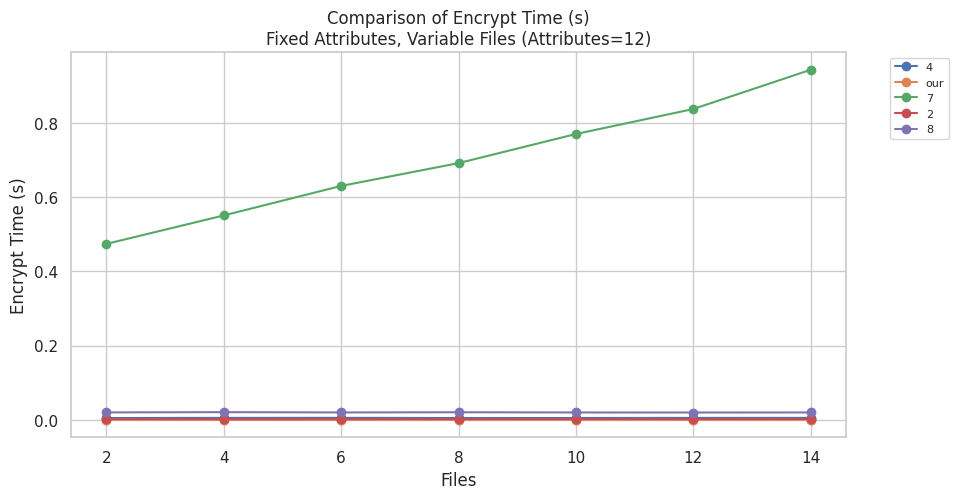 Comparison of Encrypt Time (s)
Fixed Attributes, Variable Files (Attributes=12)
4
our
7
2
8
Encrypt Time (s)
0.8
0.6
0.4
0.2
0.0
2 4 6 8 10 12 14
Files